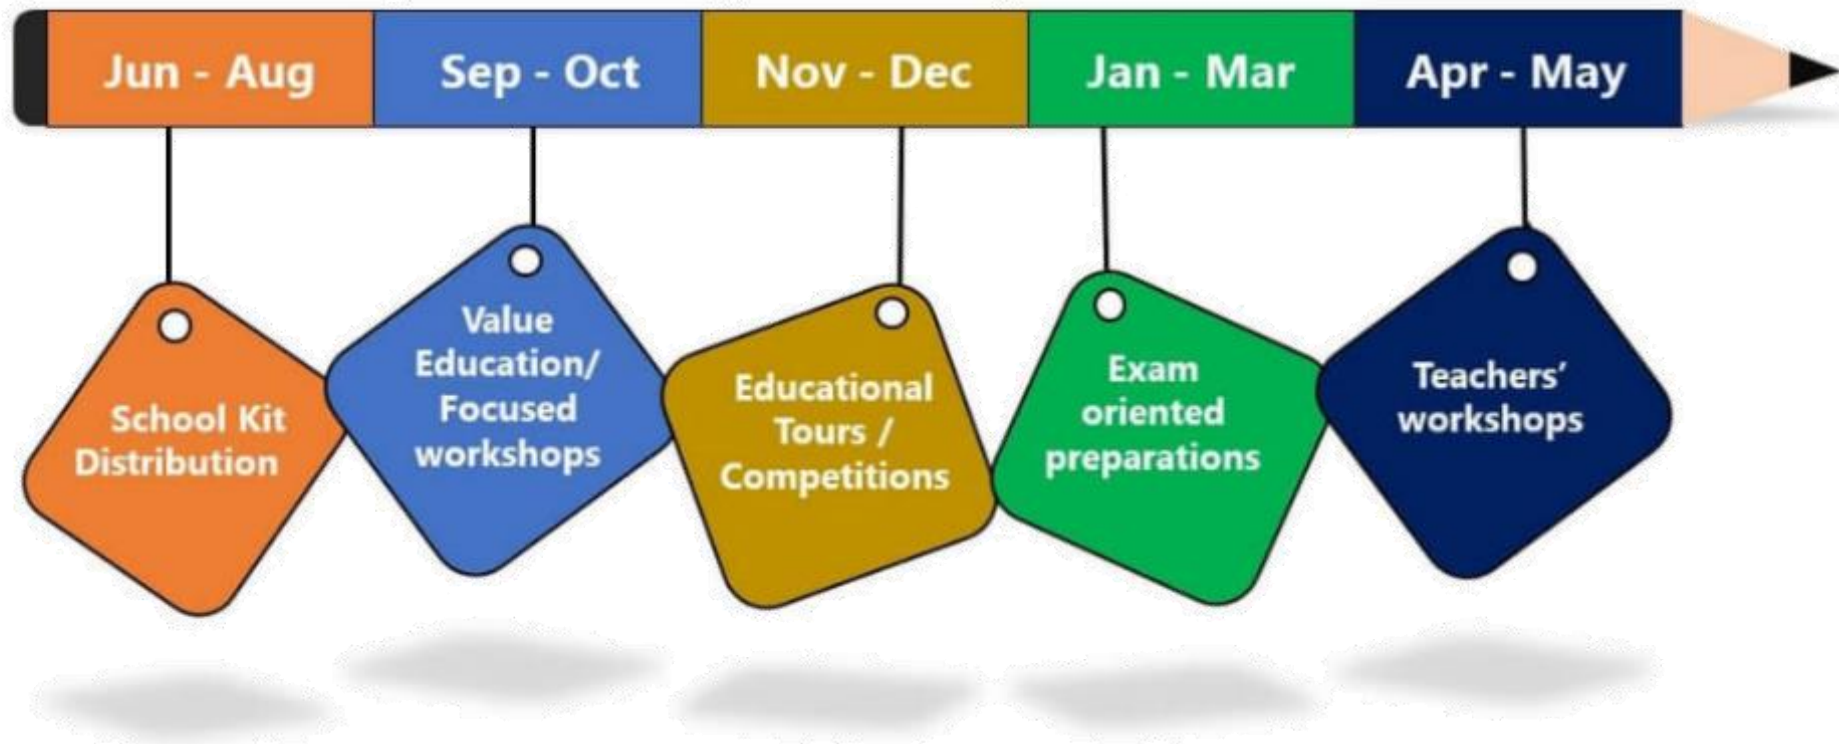 Jun - Aug
Sep - Oct
Nov - Dec
Jan - Mar
Apr - May
School Kit
Distribution
Value
Education/
Focused
workshops
Educational
Tours /
Competitions
Exam
oriented
preparations
Teachers’
workshops